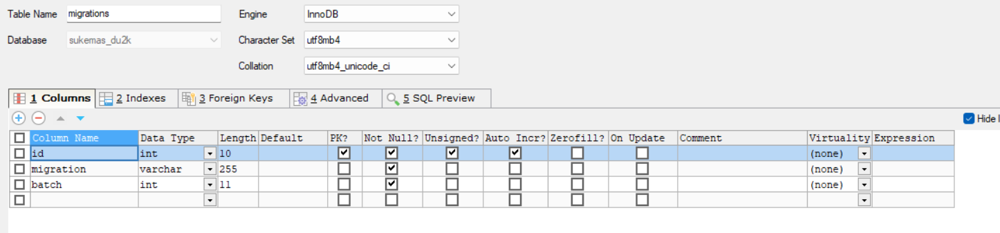 Table Name migrations Engine InnoDB
Database sukemas_du2k Character Set utf8mb4
Collation utf8mb4_unicode_ci
1 Columns 2 Indexes 3 Foreign Keys 4 Advanced 5 SQL Preview
Hide l
Column Name Data Type Length Default PK? Not Null? Unsigned? Auto Incr? Zerofill? On Update Comment Virtuality Expression
id int 10 (none)
migration varchar 255 (none)
batch int 11 (none)